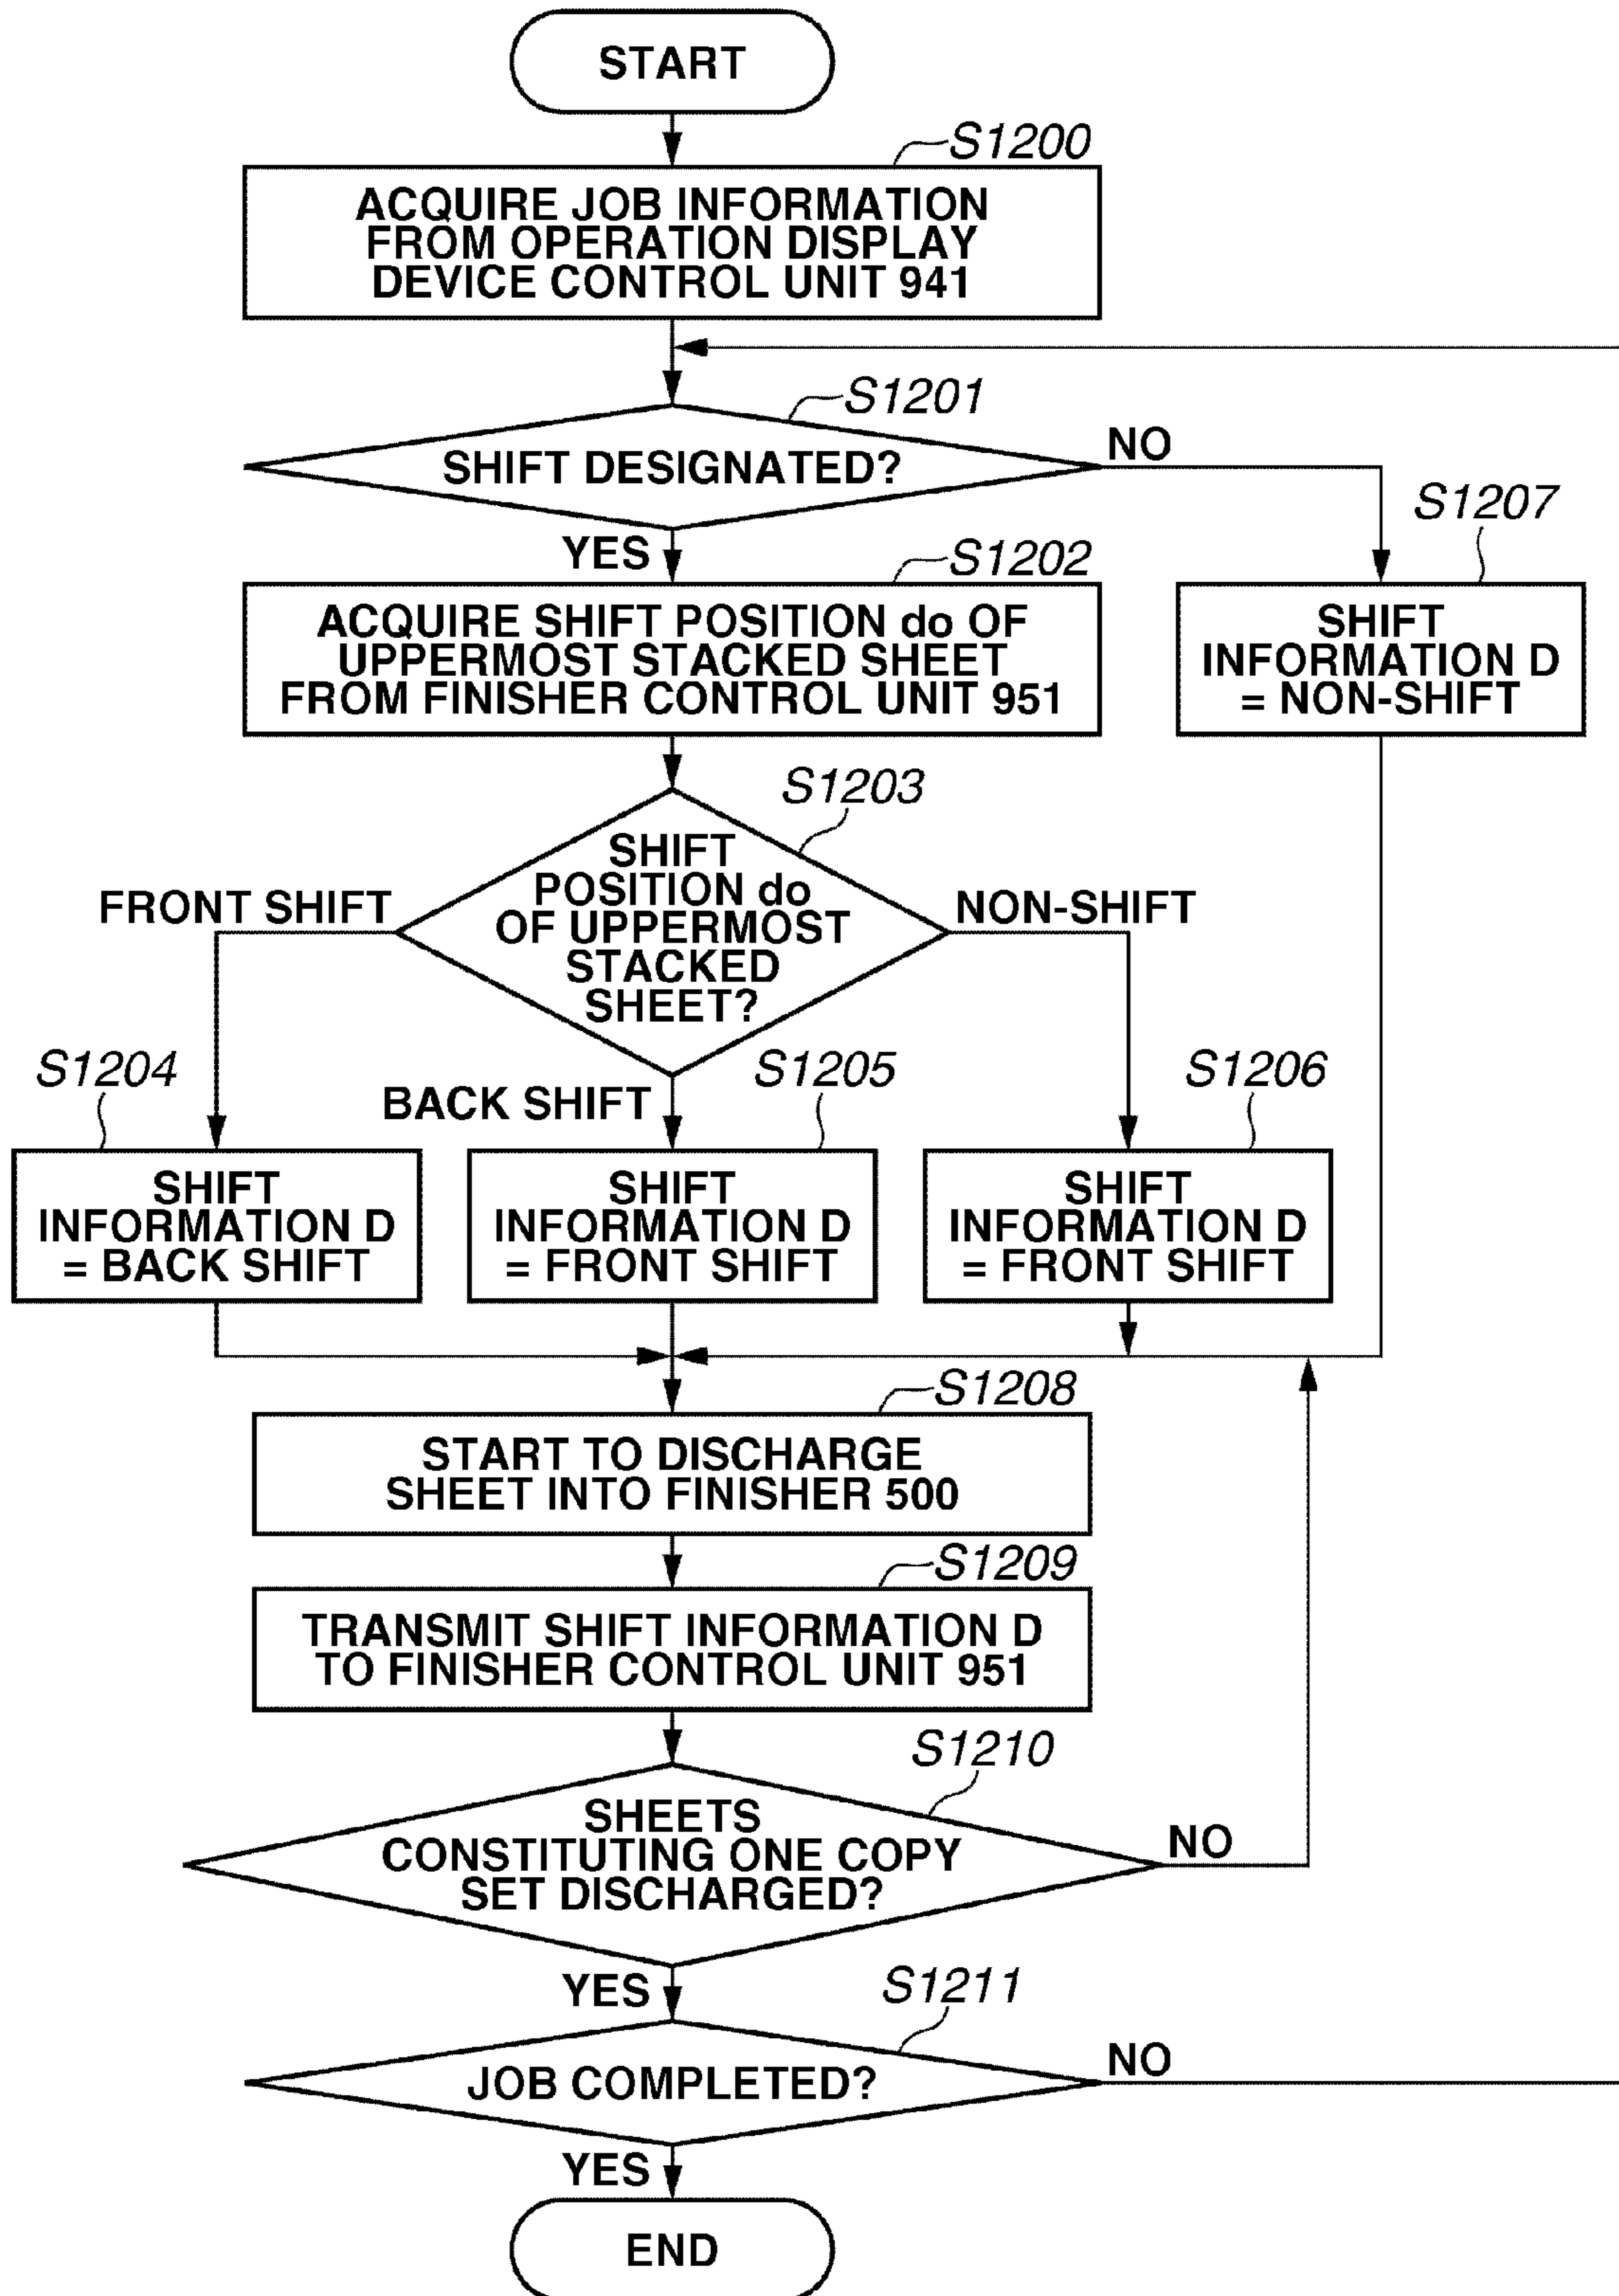 START
S1200
ACQUIRE JOB INFORMATION
FROM OPERATION DISPLAY
DEVICE CONTROL UNIT 941
S1201
SHIFT DESIGNATED?
NO
YES
S1207
SHIFT
INFORMATION D
= NON-SHIFT
S1202
ACQUIRE SHIFT POSITION do OF
UPPERMOST STACKED SHEET
FROM FINISHER CONTROL UNIT 951
S1203
SHIFT
POSITION do
OF UPPERMOST
STACKED
SHEET?
FRONT SHIFT
NON-SHIFT
BACK SHIFT
S1204
SHIFT
INFORMATION D
= BACK SHIFT
S1205
SHIFT
INFORMATION D
= FRONT SHIFT
S1206
SHIFT
INFORMATION D
= FRONT SHIFT
S1208
START TO DISCHARGE
SHEET INTO FINISHER 500
S1209
TRANSMIT SHIFT INFORMATION D
TO FINISHER CONTROL UNIT 951
S1210
SHEETS
CONSTITUTING ONE COPY
SET DISCHARGED?
NO
YES
S1211
JOB COMPLETED?
NO
YES
END